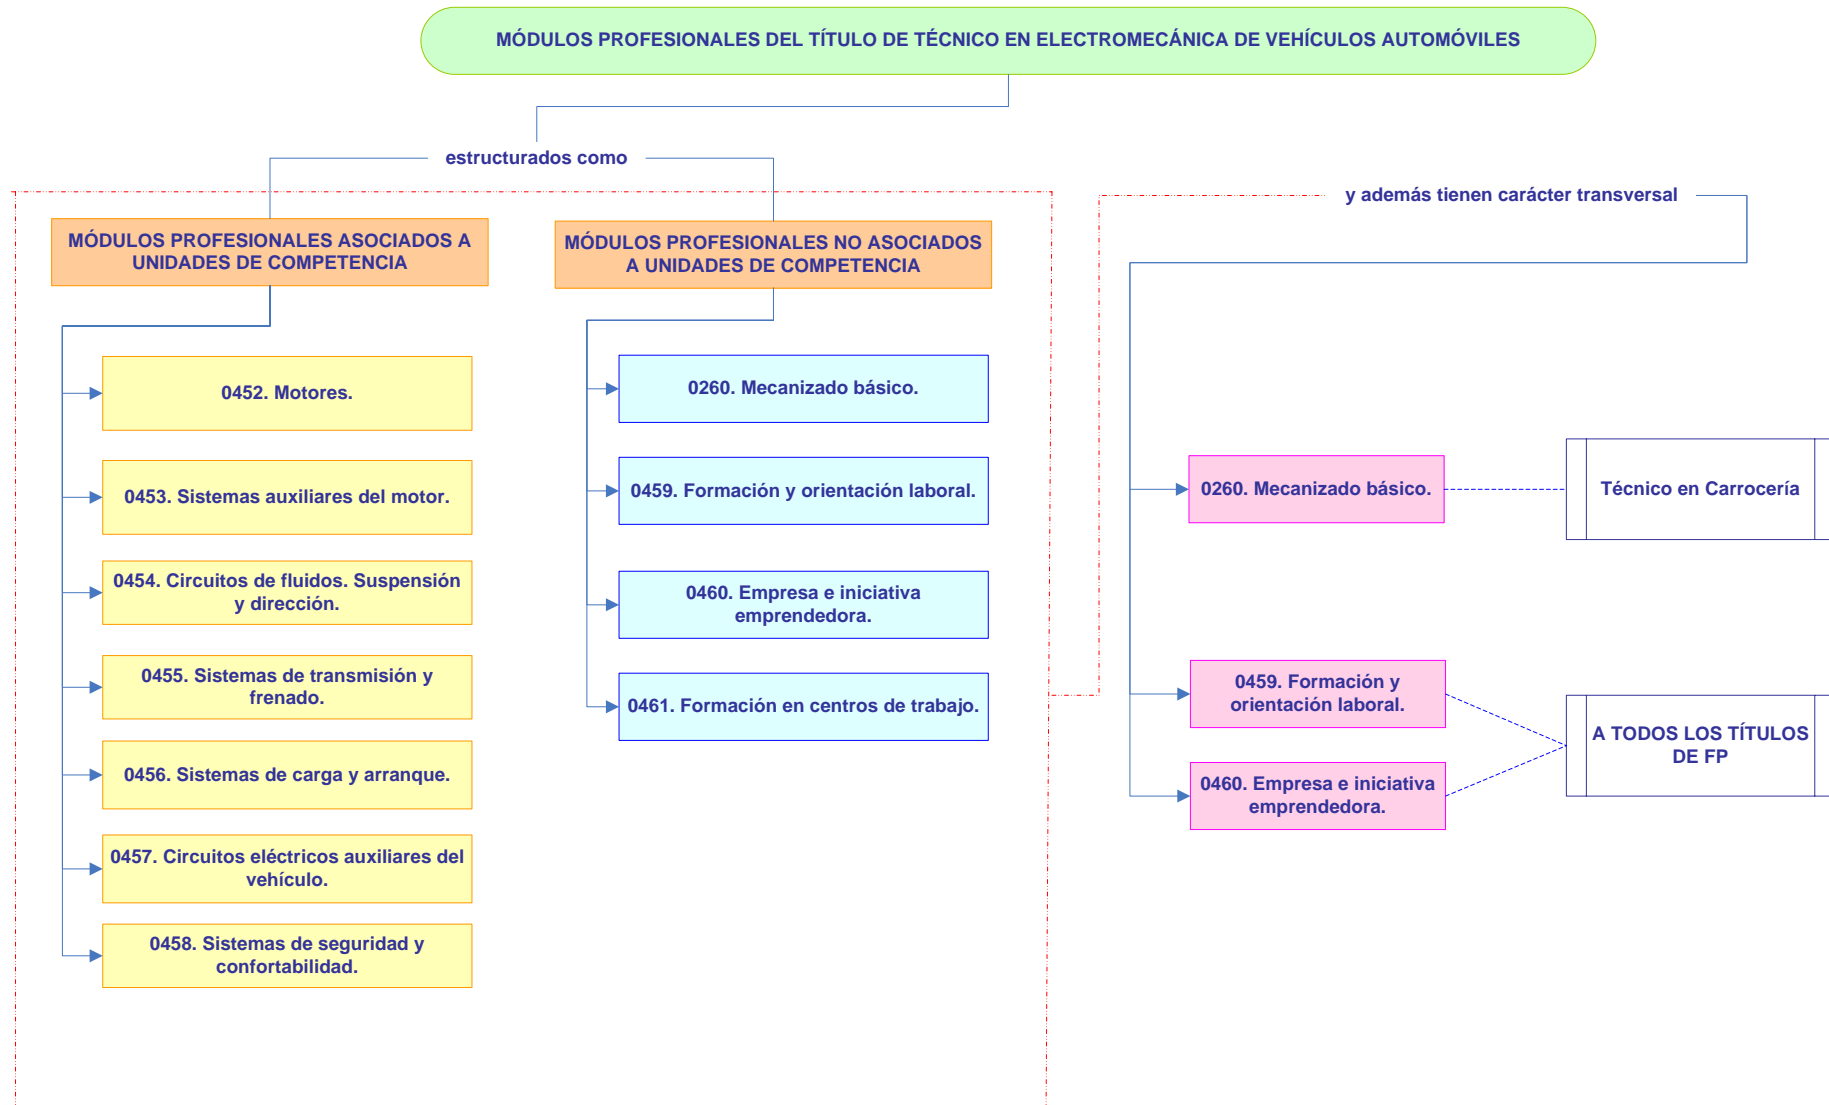 MÓDULOS PROFESIONALES DEL TÍTULO DE TÉCNICO EN ELECTROMECÁNICA DE VEHÍCULOS AUTOMÓVILES
estructurados como
y además tienen carácter transversal
MÓDULOS PROFESIONALES ASOCIADOS A
UNIDADES DE COMPETENCIA
0452. Motores.
0453. Sistemas auxiliares del motor.
0454. Circuitos de fluidos. Suspensión
y dirección.
0455. Sistemas de transmisión y
frenado.
0456. Sistemas de carga y arranque.
0457. Circuitos eléctricos auxiliares del
vehículo.
0458. Sistemas de seguridad y
confortabilidad.
MÓDULOS PROFESIONALES NO ASOCIADOS
A UNIDADES DE COMPETENCIA
0260. Mecanizado básico.
0459. Formación y orientación laboral.
0460. Empresa e iniciativa
emprendedora.
0461. Formación en centros de trabajo.
0260. Mecanizado básico.
Técnico en Carrocería
0459. Formación y
orientación laboral.
0460. Empresa e iniciativa
emprendedora.
A TODOS LOS TÍTULOS
DE FP